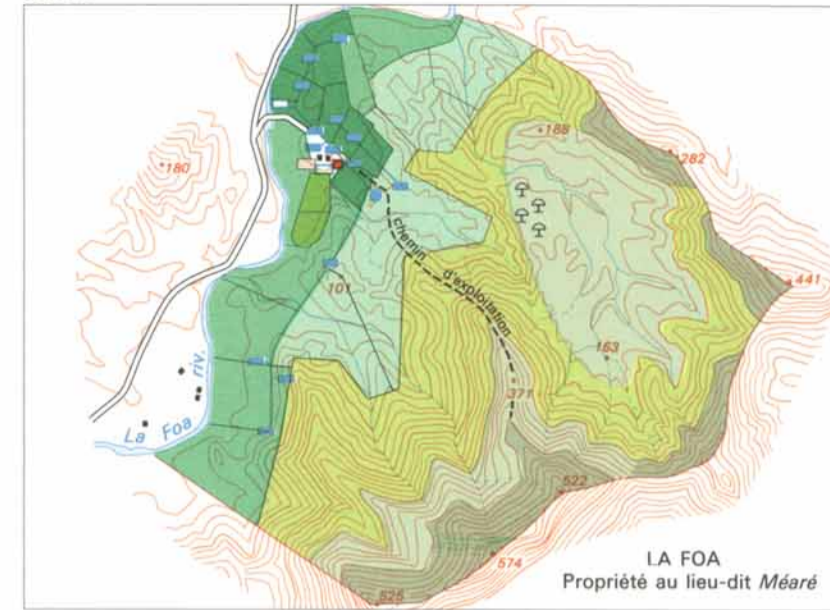 188
282
180
chemin d'exploitation
441
101
163
371
La Foa riv.
522
574
525
LA FOA
Propriété au lieu-dit Méaré